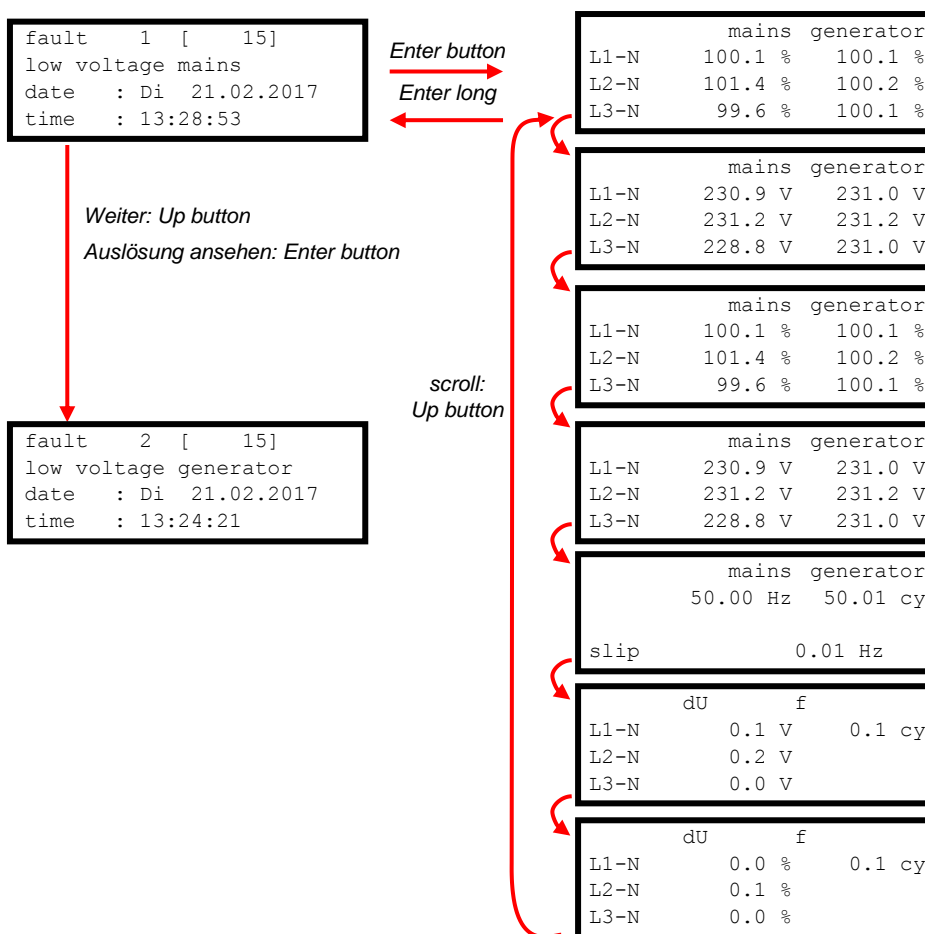 fault 1 [ 15]
low voltage mains
date : Di 21.02.2017
time : 13:28:53
Enter button
Enter long
Weiter: Up button
Auslösung ansehen: Enter button
fault 2 [ 15]
low voltage generator
date : Di 21.02.2017
time : 13:24:21
scroll:
Up button
mains generator
L1-N 100.1 % 100.1 %
L2-N 101.4 % 100.2 %
L3-N 99.6 % 100.1 %
mains generator
L1-N 230.9 V 231.0 V
L2-N 231.2 V 231.2 V
L3-N 228.8 V 231.0 V
mains generator
L1-N 100.1 % 100.1 %
L2-N 101.4 % 100.2 %
L3-N 99.6 % 100.1 %
mains generator
L1-N 230.9 V 231.0 V
L2-N 231.2 V 231.2 V
L3-N 228.8 V 231.0 V
mains generator
50.00 Hz 50.01 cy
slip 0.01 Hz
dU f
L1-N 0.1 V 0.1 cy
L2-N 0.2 V
L3-N 0.0 V
dU f
L1-N 0.0 % 0.1 cy
L2-N 0.1 %
L3-N 0.0 %